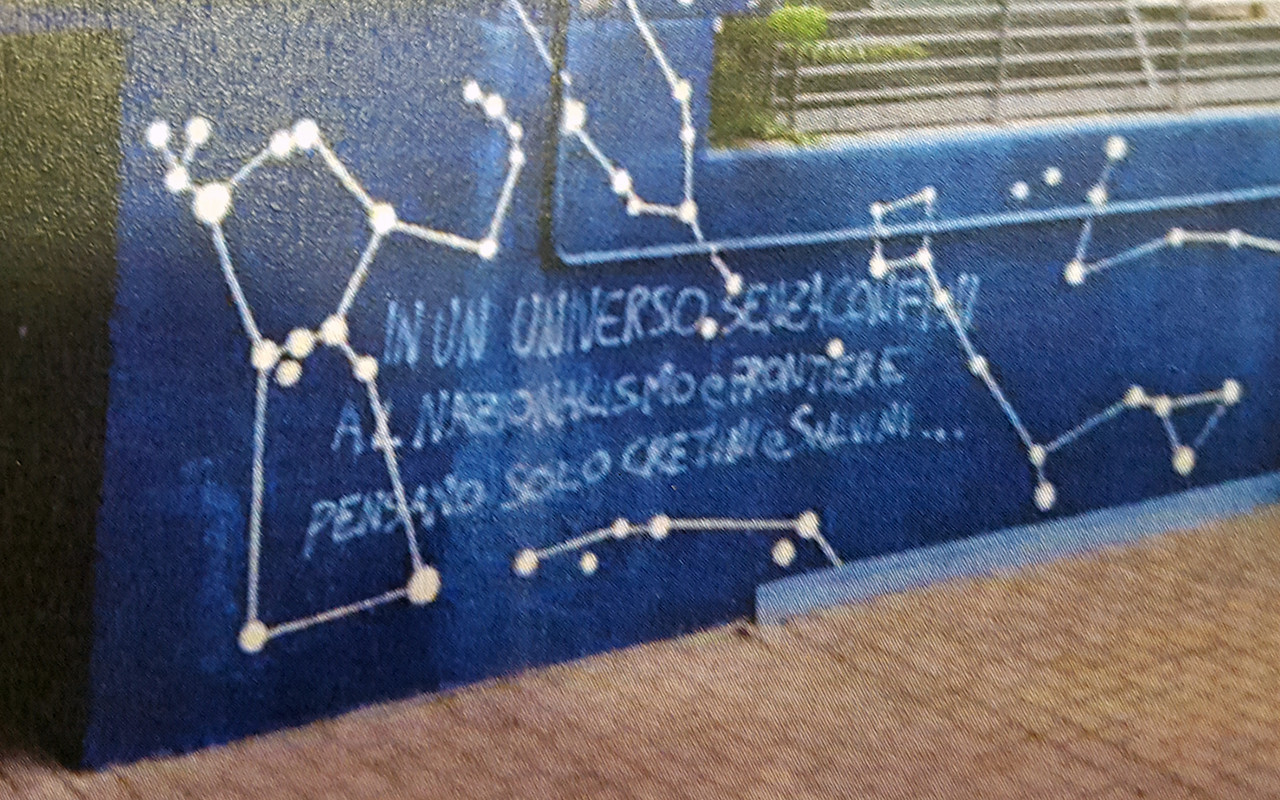 IN UN UNIVERSO SENZA CONFINI
AL NAZIONALISMO e FRONTIERE
PENSANO SOLO CRETINI e SALVINI ...